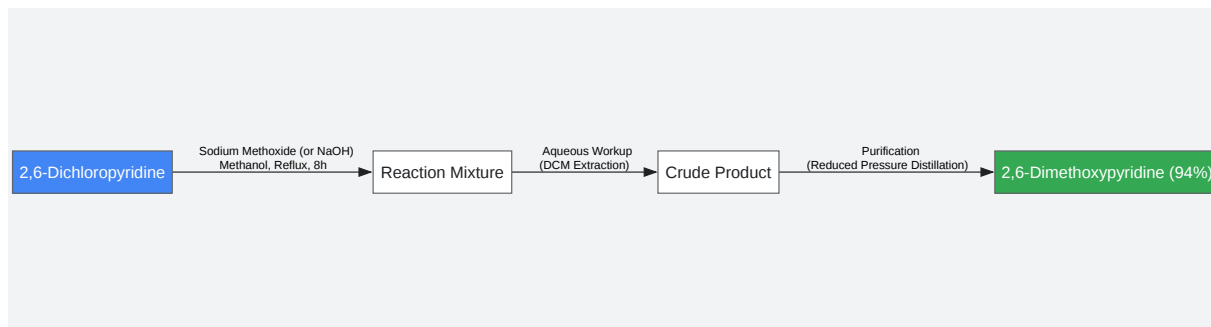 2,6-Dichloropyridine
Sodium Methoxide (or NaOH)
Methanol, Reflux, 8h
Reaction Mixture
Aqueous Workup
(DCM Extraction)
Crude Product
Purification
(Reduced Pressure Distillation)
2,6-Dimethoxypyridine (94%)